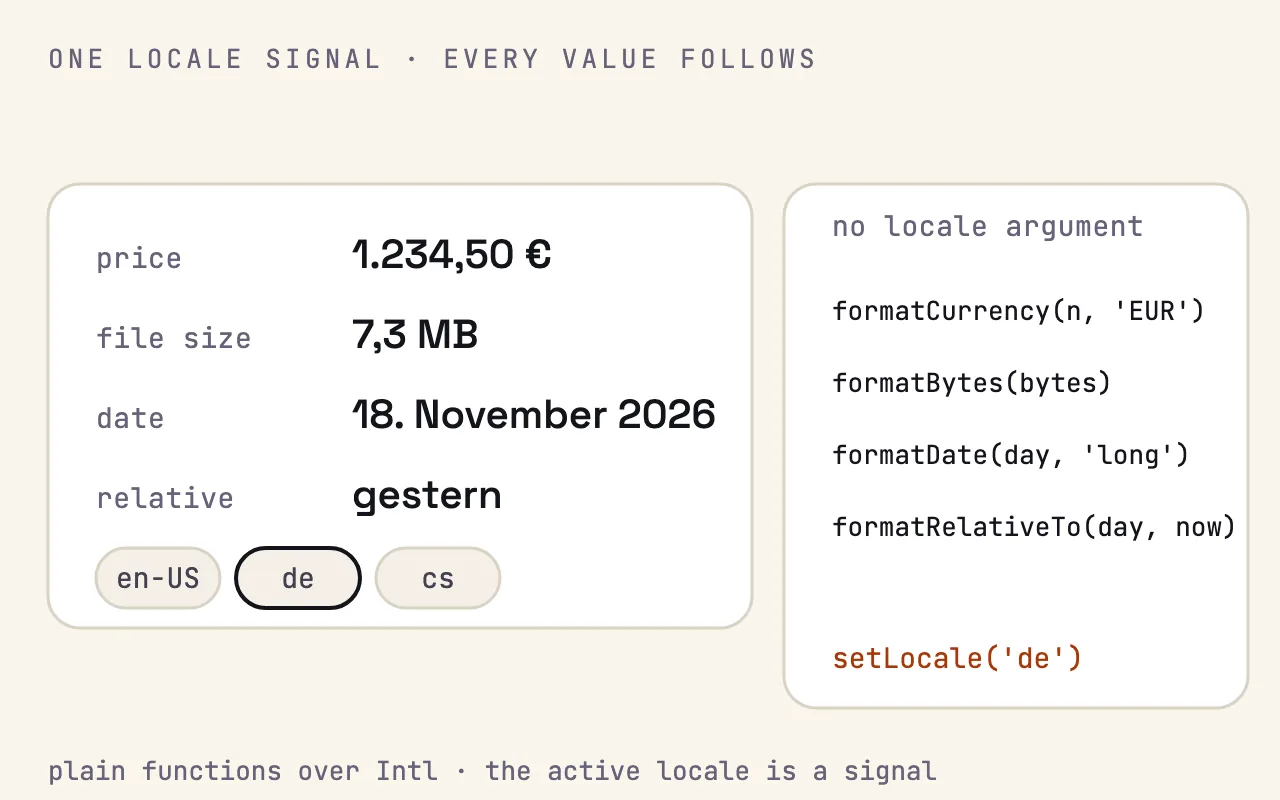 ONE LOCALE SIGNAL · EVERY VALUE FOLLOWS
price 1.234,50 €
file size 7,3 MB
date 18. November 2026
relative gestern
en-US de cs
no locale argument
formatCurrency(n, 'EUR')
formatBytes(bytes)
formatDate(day, 'long')
formatRelativeTo(day, now)
setLocale('de')
plain functions over Intl · the active locale is a signal